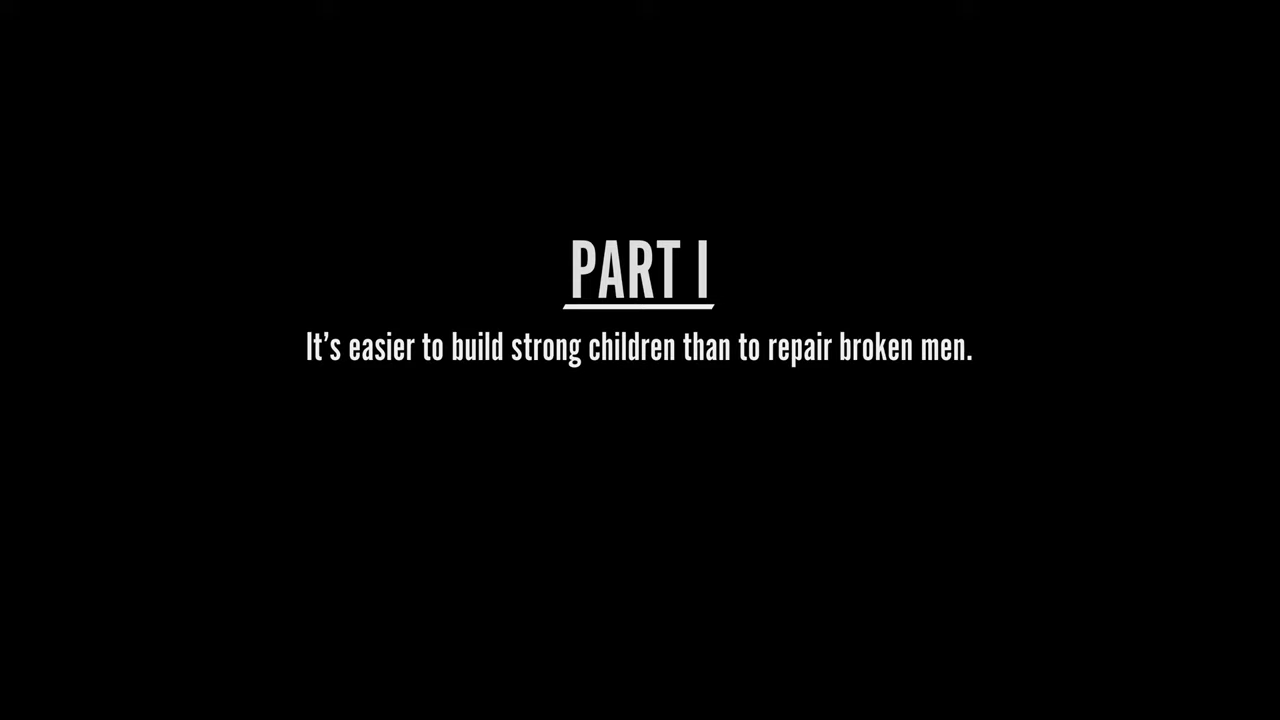 PART I
It’s easier to build strong children than to repair broken men.